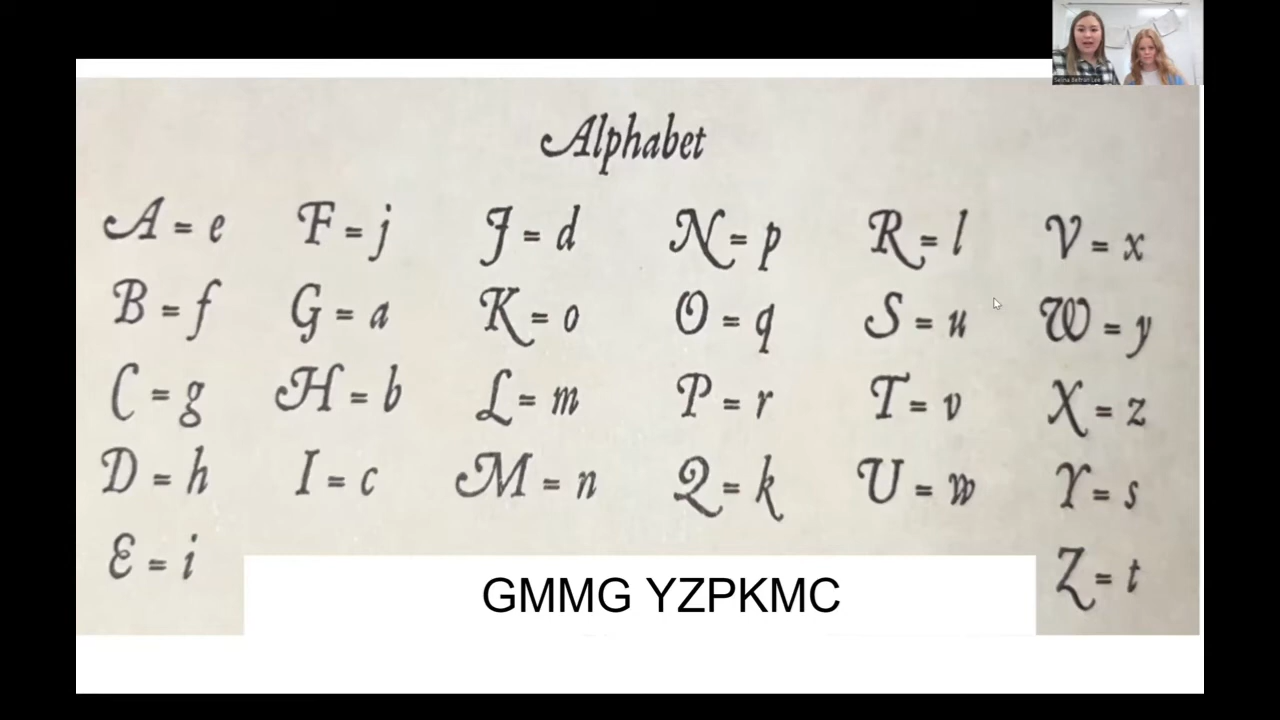 Alphabet
A = e F = j J = d N = p R = l V = x
B = f G = a K = o O = q S = u W = y
C = g H = b L = m P = r T = v X = z
D = h I = c M = n Q = k U = w Y = s
E = i Z = t
GMMG YZPKMC